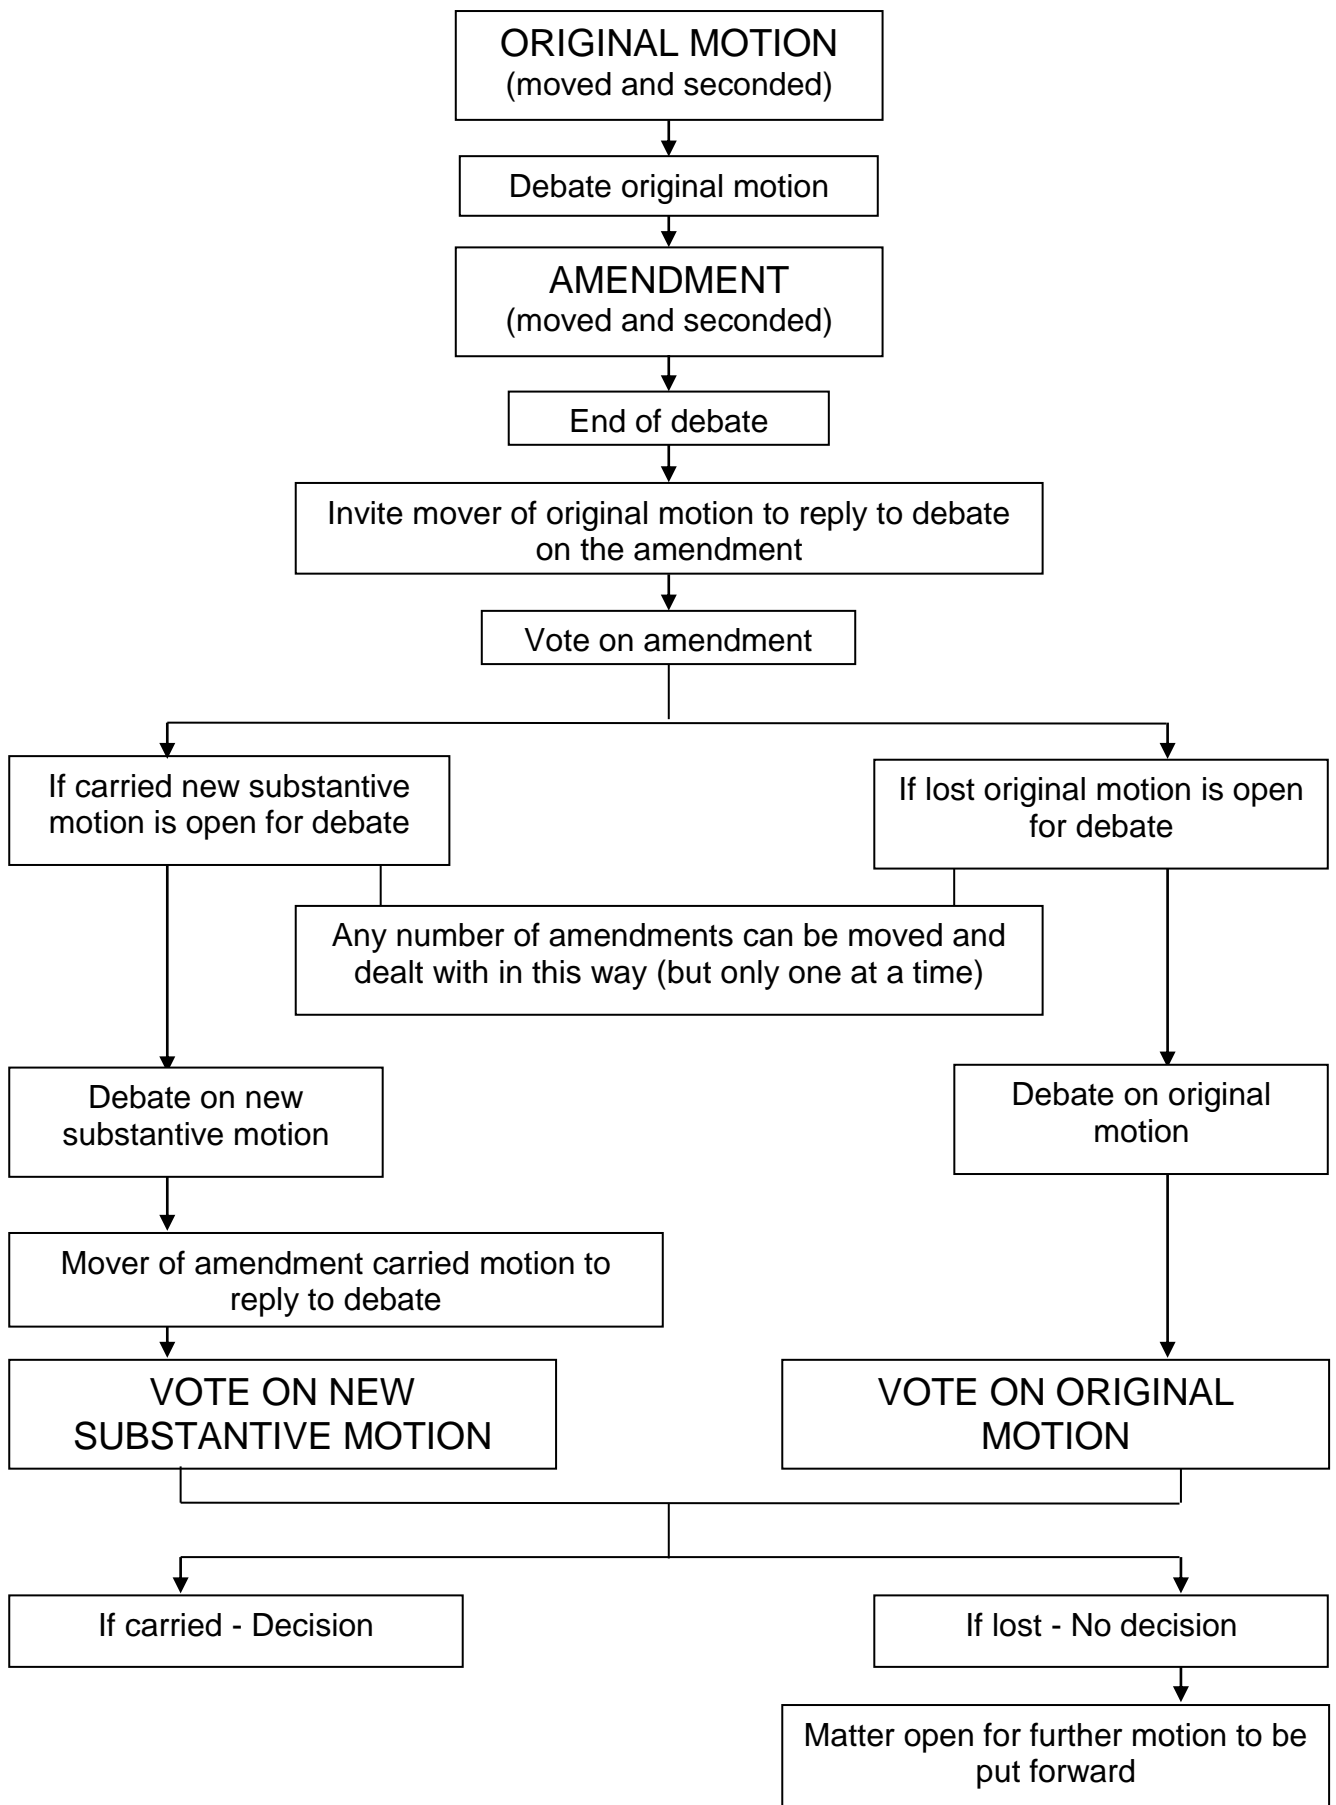 ORIGINAL MOTION
(moved and seconded)
Debate original motion
AMENDMENT
(moved and seconded)
End of debate
Invite mover of original motion to reply to debate
on the amendment
Vote on amendment
If carried new substantive
motion is open for debate
If lost original motion is open
for debate
Any number of amendments can be moved and
dealt with in this way (but only one at a time)
Debate on new
substantive motion
Debate on original
motion
Mover of amendment carried motion to
reply to debate
VOTE ON NEW
SUBSTANTIVE MOTION
VOTE ON ORIGINAL
MOTION
If carried - Decision
If lost - No decision
Matter open for further motion to be
put forward